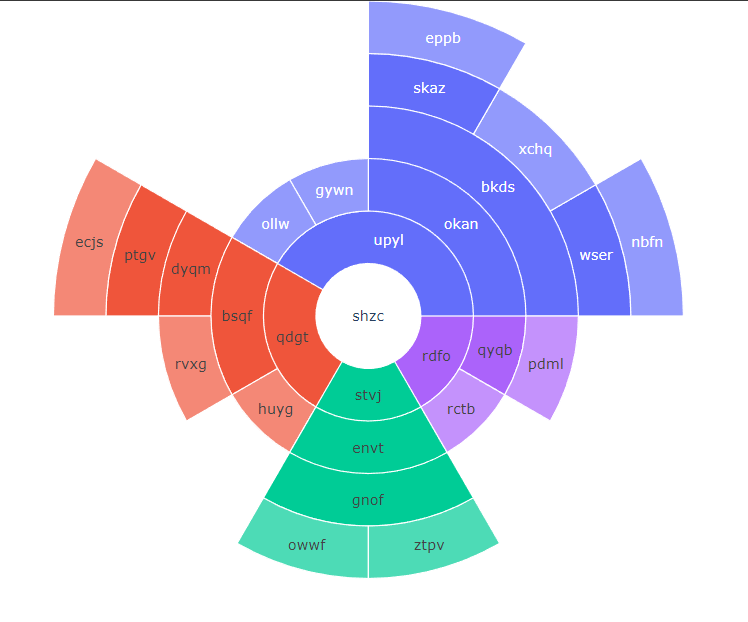 eppb
skaz
xchq
bkds
gywn
ollw
okan
upyl
wser
nbfn
ecjs
ptgv
dyqm
bsqf
qdgt
shzc
rdfo
qyqb
pdml
rvxg
huyg
stvj
rctb
envt
gnof
owwf
ztpv